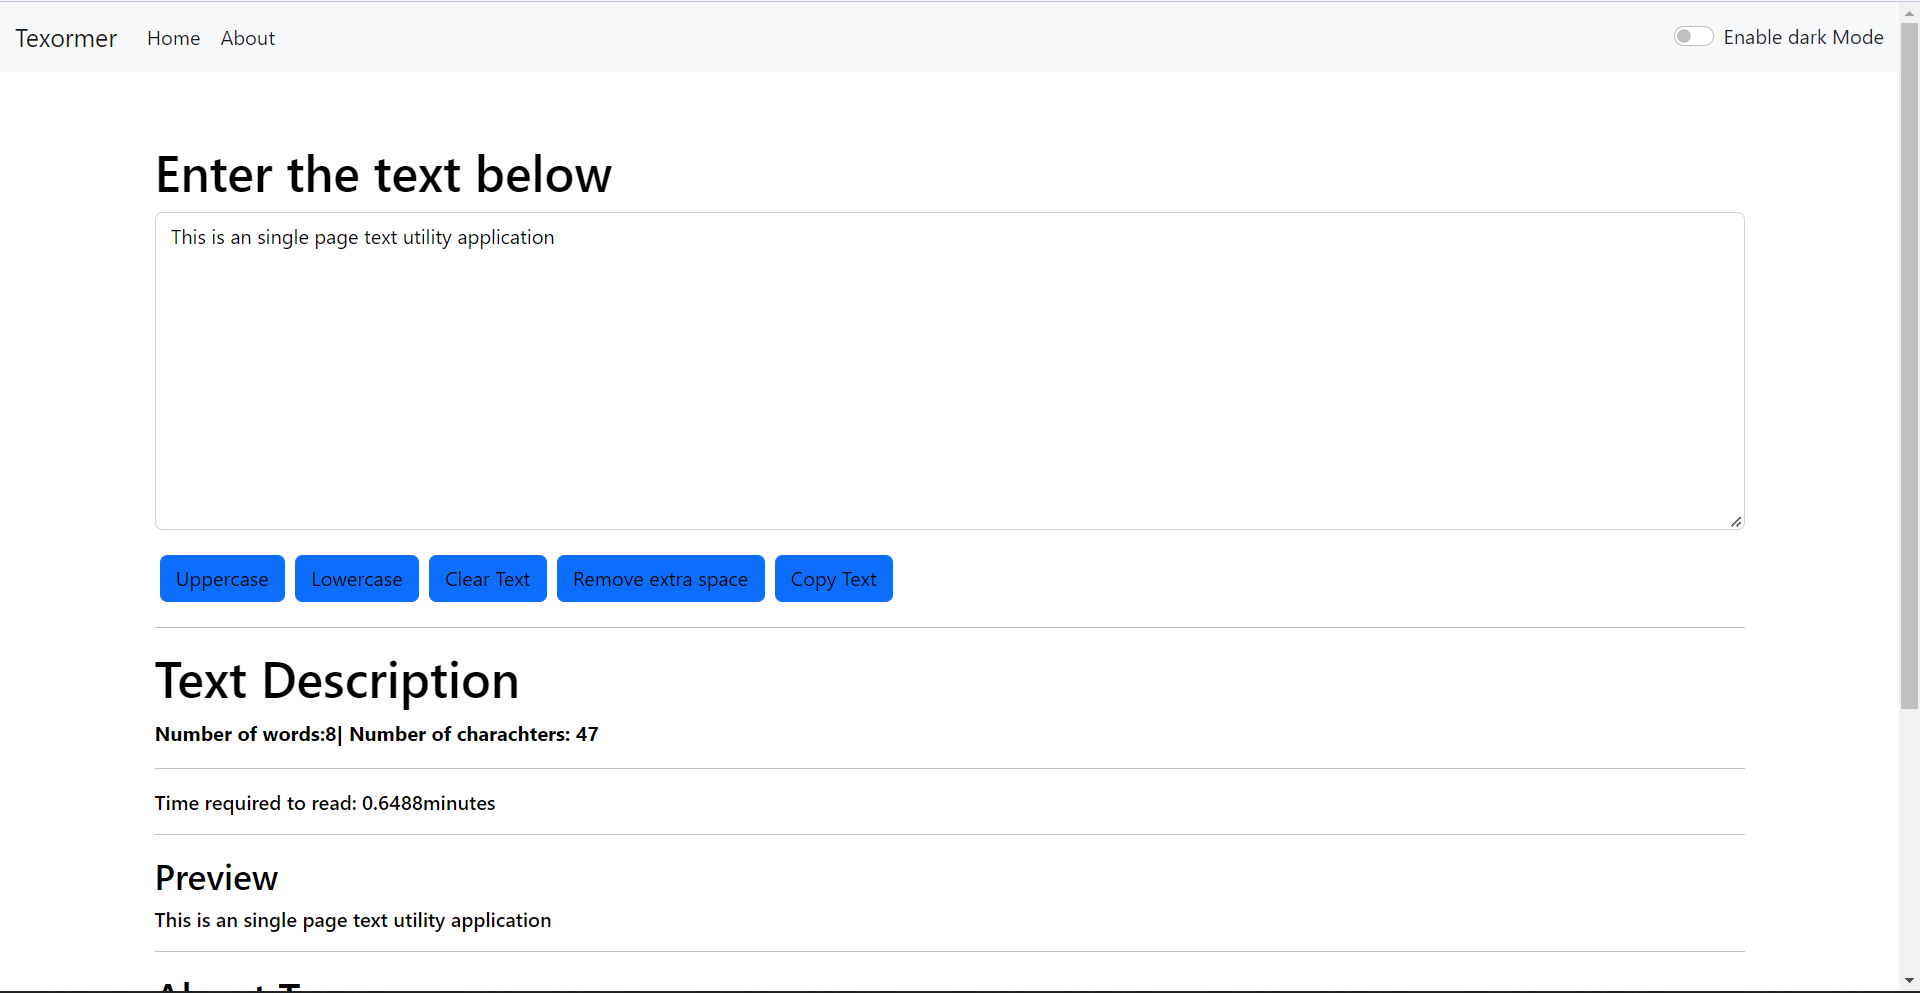 Texormer Home About Enable dark Mode
Enter the text below
This is an single page text utility application
Uppercase Lowercase Clear Text Remove extra space Copy Text
Text Description
Number of words:8| Number of charachters: 47
Time required to read: 0.6488minutes
Preview
This is an single page text utility application